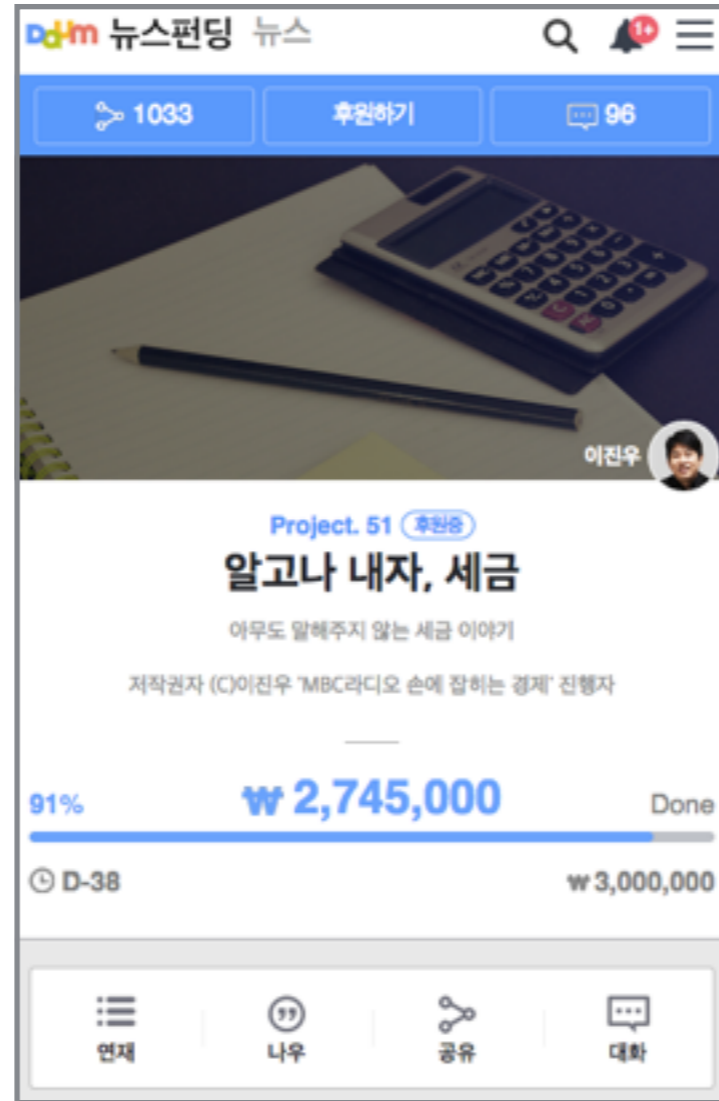 Daum 뉴스펀딩 뉴스
1+
1033 후원하기 96
이진우
Project. 51 후원중
알고나 내자, 세금
아무도 말해주지 않는 세금 이야기
저작권자 (C)이진우 'MBC라디오 손에 잡히는 경제' 진행자
91% ₩ 2,745,000 Done
D-38 ₩ 3,000,000
연재 나우 공유 대화